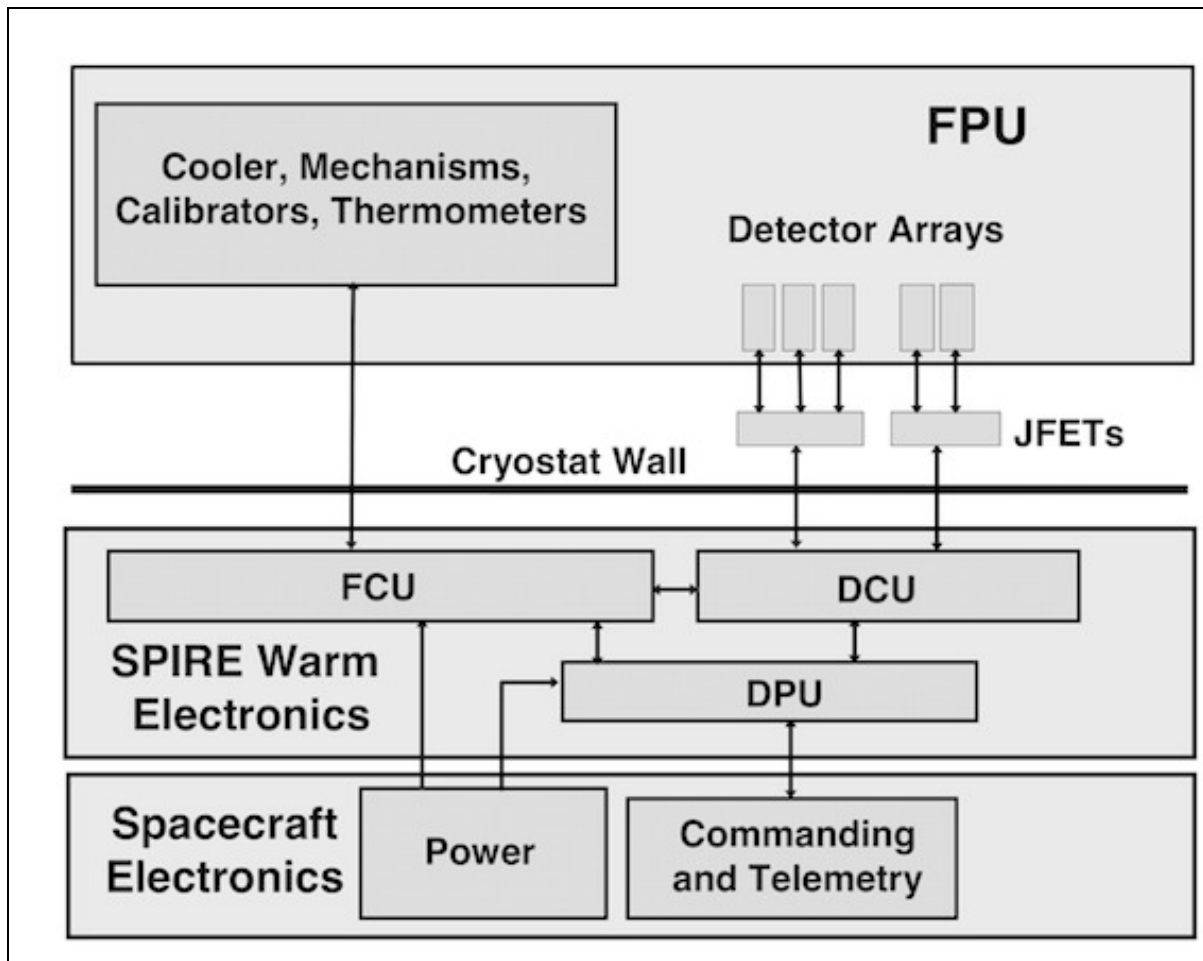 FPU
Cooler, Mechanisms,
Calibrators, Thermometers
Detector Arrays
JFETs
Cryostat Wall
FCU
DCU
SPIRE Warm
Electronics
DPU
Spacecraft
Electronics
Power
Commanding
and Telemetry